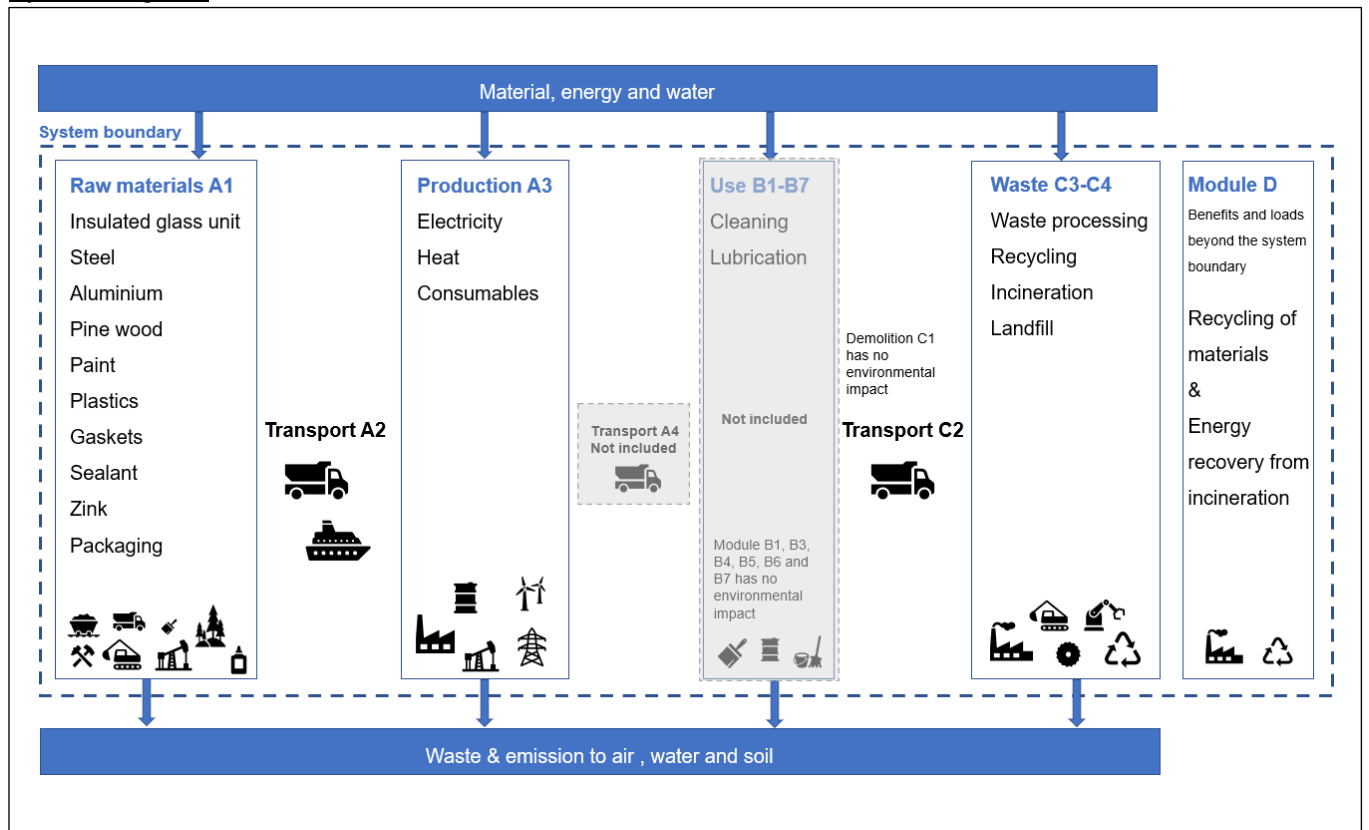 Material, energy and water
System boundary
Raw materials A1
Insulated glass unit
Steel
Aluminium
Pine wood
Paint
Plastics
Gaskets
Sealant
Zink
Packaging
Transport A2
Production A3
Electricity
Heat
Consumables
Transport A4
Not included
Use B1-B7
Cleaning
Lubrication
Not included
Module B1, B3,
B4, B5, B6 and
B7 has no
environmental
impact
Demolition C1
has no
environmental
impact
Transport C2
Waste C3-C4
Waste processing
Recycling
Incineration
Landfill
Module D
Benefits and loads
beyond the system
boundary
Recycling of
materials
&
Energy
recovery from
incineration
Waste & emission to air , water and soil